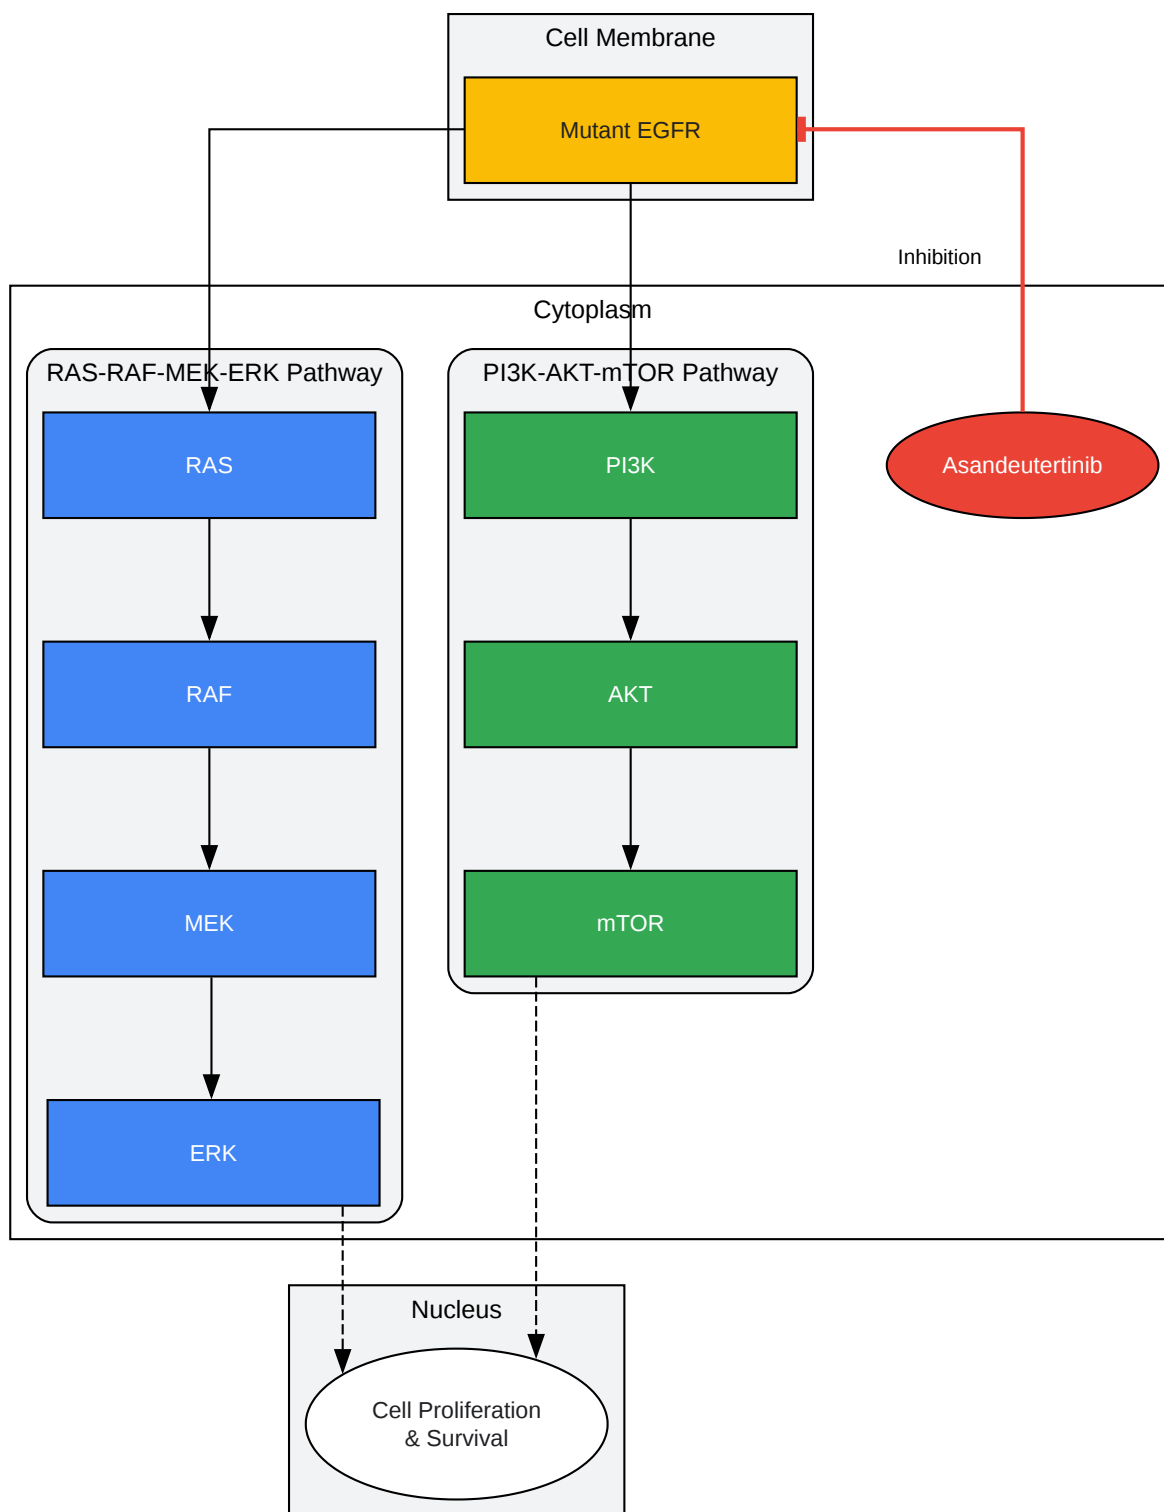 Cell Membrane
Mutant EGFR
Inhibition
Cytoplasm
RAS-RAF-MEK-ERK Pathway
PI3K-AKT-mTOR Pathway
RAS
PI3K
Asandeutertinib
RAF
AKT
MEK
mTOR
ERK
Nucleus
Cell Proliferation
& Survival